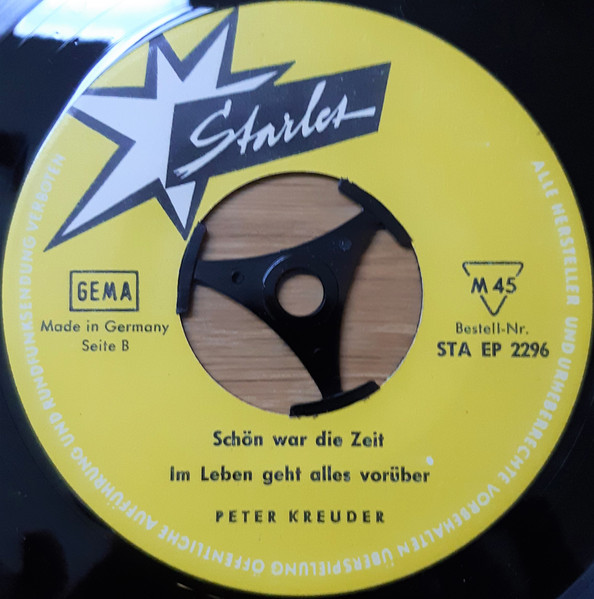 Starlet
GEMA
Made in Germany
Seite B
M 45
Bestell-Nr.
STA EP 2296
Schön war die Zeit
Im Leben geht alles vorüber
PETER KREUDER
ALLE HERSTELLER UND URHEBERRECHTE VORBEHALTEN ÜBERSPIELUNG ÖFFENTLICHE AUFFÜHRUNG UND RUNDFUNKSENDUNG VERBOTEN